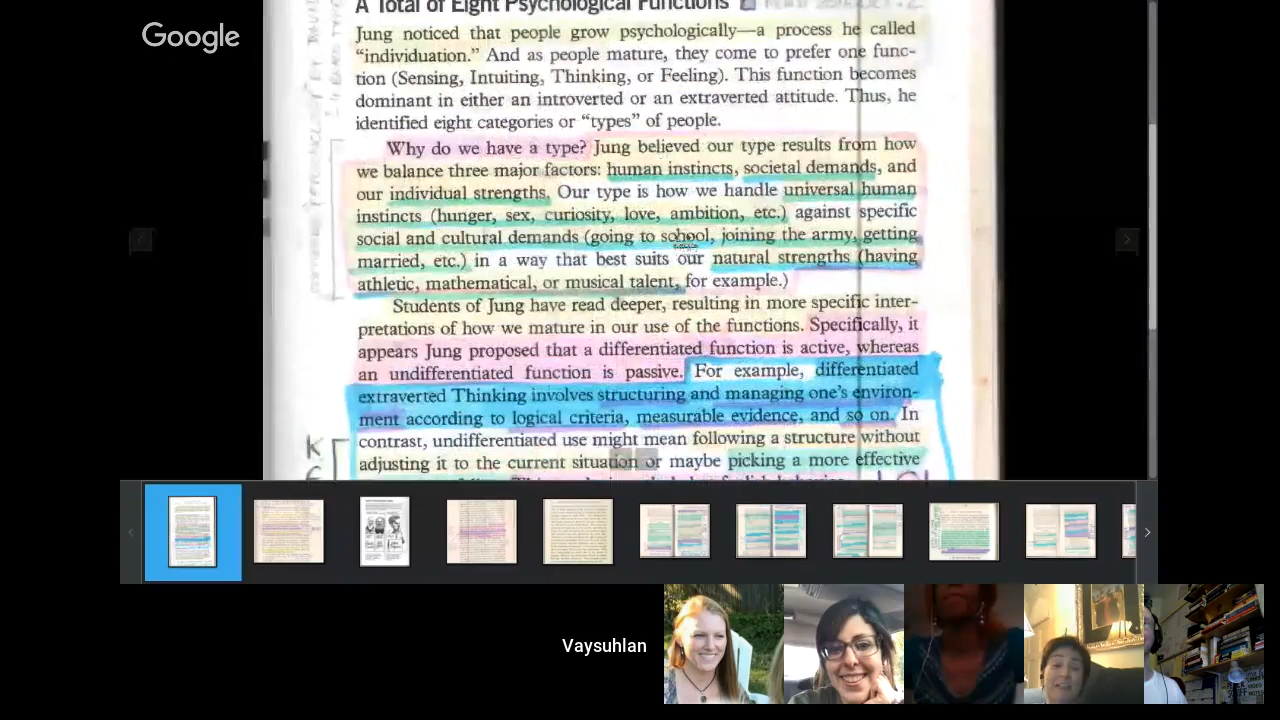 Google
A Total of Eight Psychological Functions
Jung noticed that people grow psychologically—a process he called
“individuation.” And as people mature, they come to prefer one func-
tion (Sensing, Intuiting, Thinking, or Feeling). This function becomes
dominant in either an introverted or an extraverted attitude. Thus, he
identified eight categories or “types” of people.
Why do we have a type? Jung believed our type results from how
we balance three major factors: human instincts, societal demands, and
our individual strengths. Our type is how we handle universal human
instincts (hunger, sex, curiosity, love, ambition, etc.) against specific
social and cultural demands (going to school, joining the army, getting
married, etc.) in a way that best suits our natural strengths (having
athletic, mathematical, or musical talent, for example.)
Students of Jung have read deeper, resulting in more specific inter-
pretations of how we mature in our use of the functions. Specifically, it
appears Jung proposed that a differentiated function is active, whereas
an undifferentiated function is passive. For example, differentiated
extraverted Thinking involves structuring and managing one’s environ-
ment according to logical criteria, measurable evidence, and so on. In
contrast, undifferentiated use might mean following a structure without
adjusting it to the current situation or maybe picking a more effective
K
Vaysuhlan